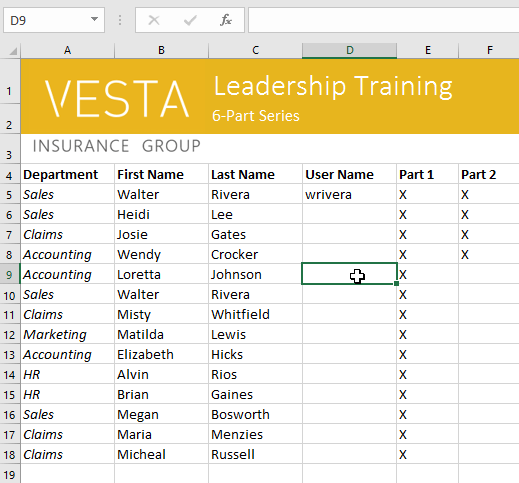 D9 fx
A B C D E F
1 VESTA Leadership Training
2 6-Part Series
3 INSURANCE GROUP
4 Department First Name Last Name User Name Part 1 Part 2
5 Sales Walter Rivera wrivera X X
6 Sales Heidi Lee X X
7 Claims Josie Gates X X
8 Accounting Wendy Crocker X X
9 Accounting Loretta Johnson X
10 Sales Walter Rivera X
11 Claims Misty Whitfield X
12 Marketing Matilda Lewis X
13 Accounting Elizabeth Hicks X
14 HR Alvin Rios X
15 HR Brian Gaines X
16 Sales Megan Bosworth X
17 Claims Maria Menzies X
18 Claims Micheal Russell X
19